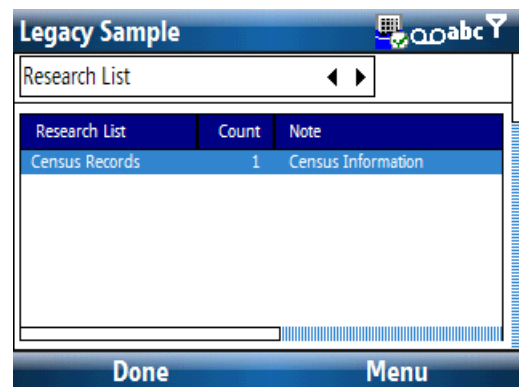 Legacy Sample abc
Research List
Research List Count Note
Census Records 1 Census Information
Done Menu